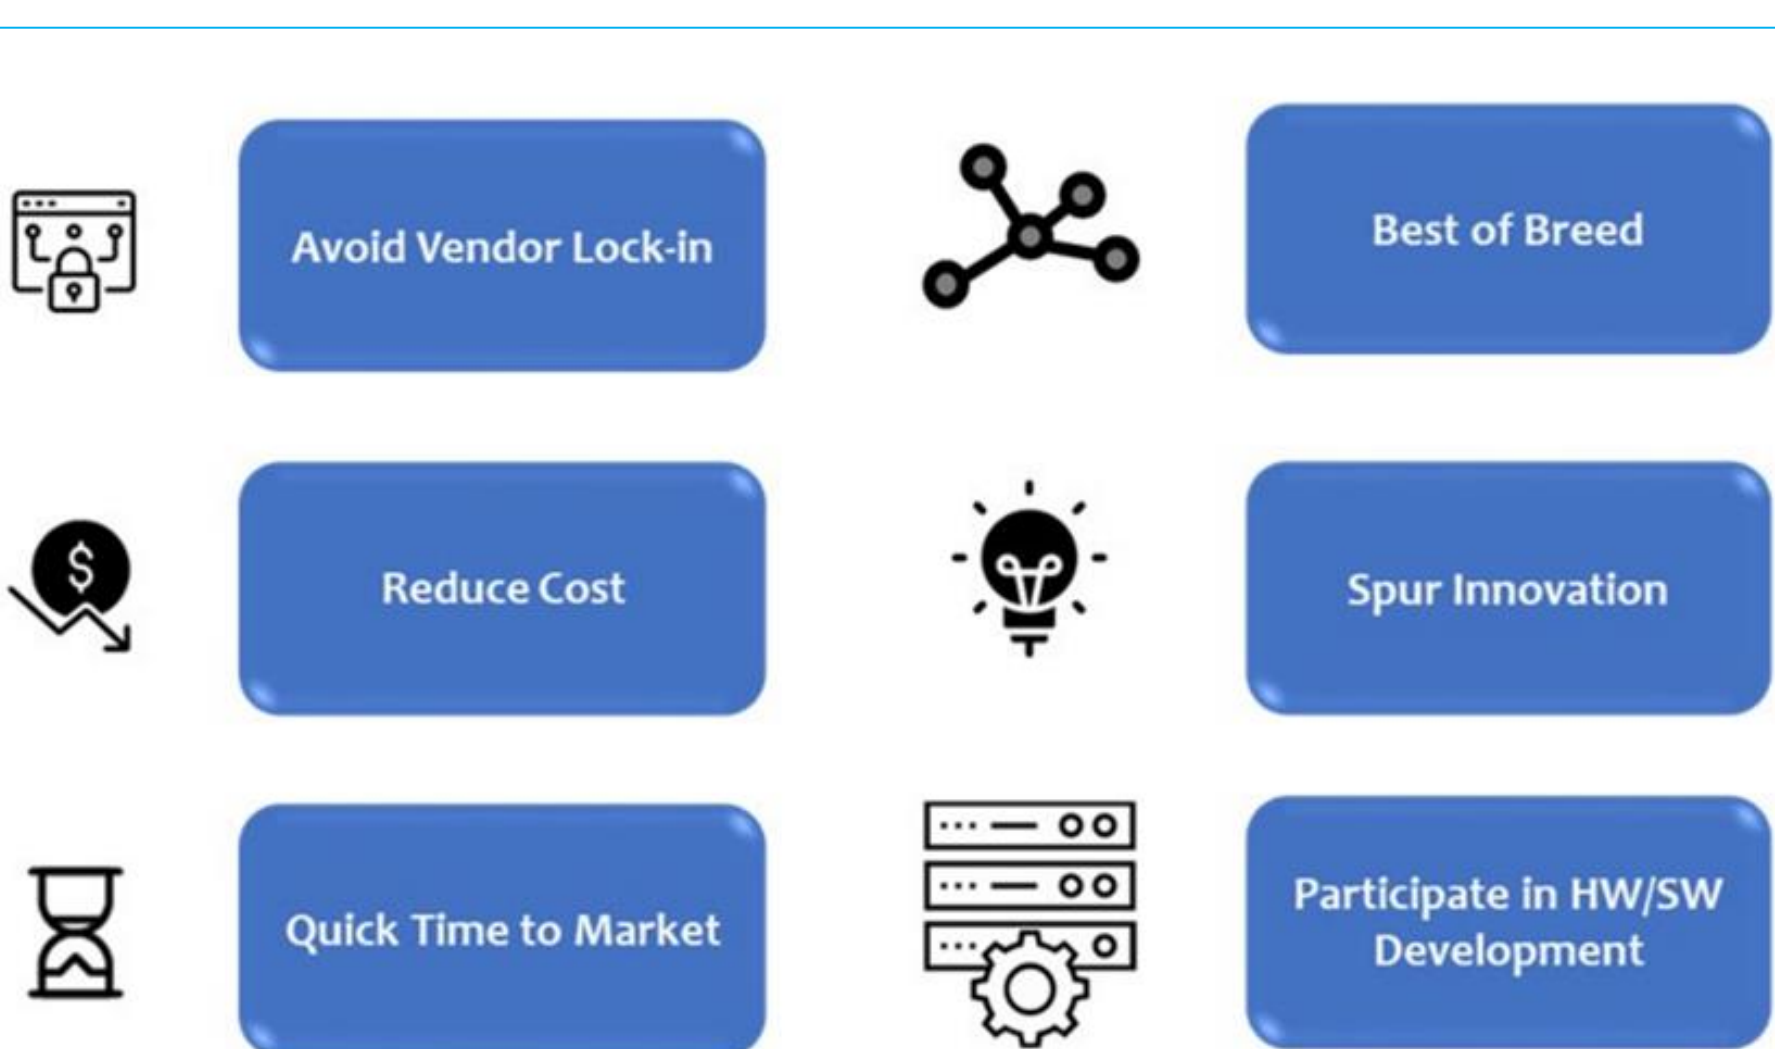 Avoid Vendor Lock-in
Best of Breed
Reduce Cost
Spur Innovation
Quick Time to Market
Participate in HW/SW
Development